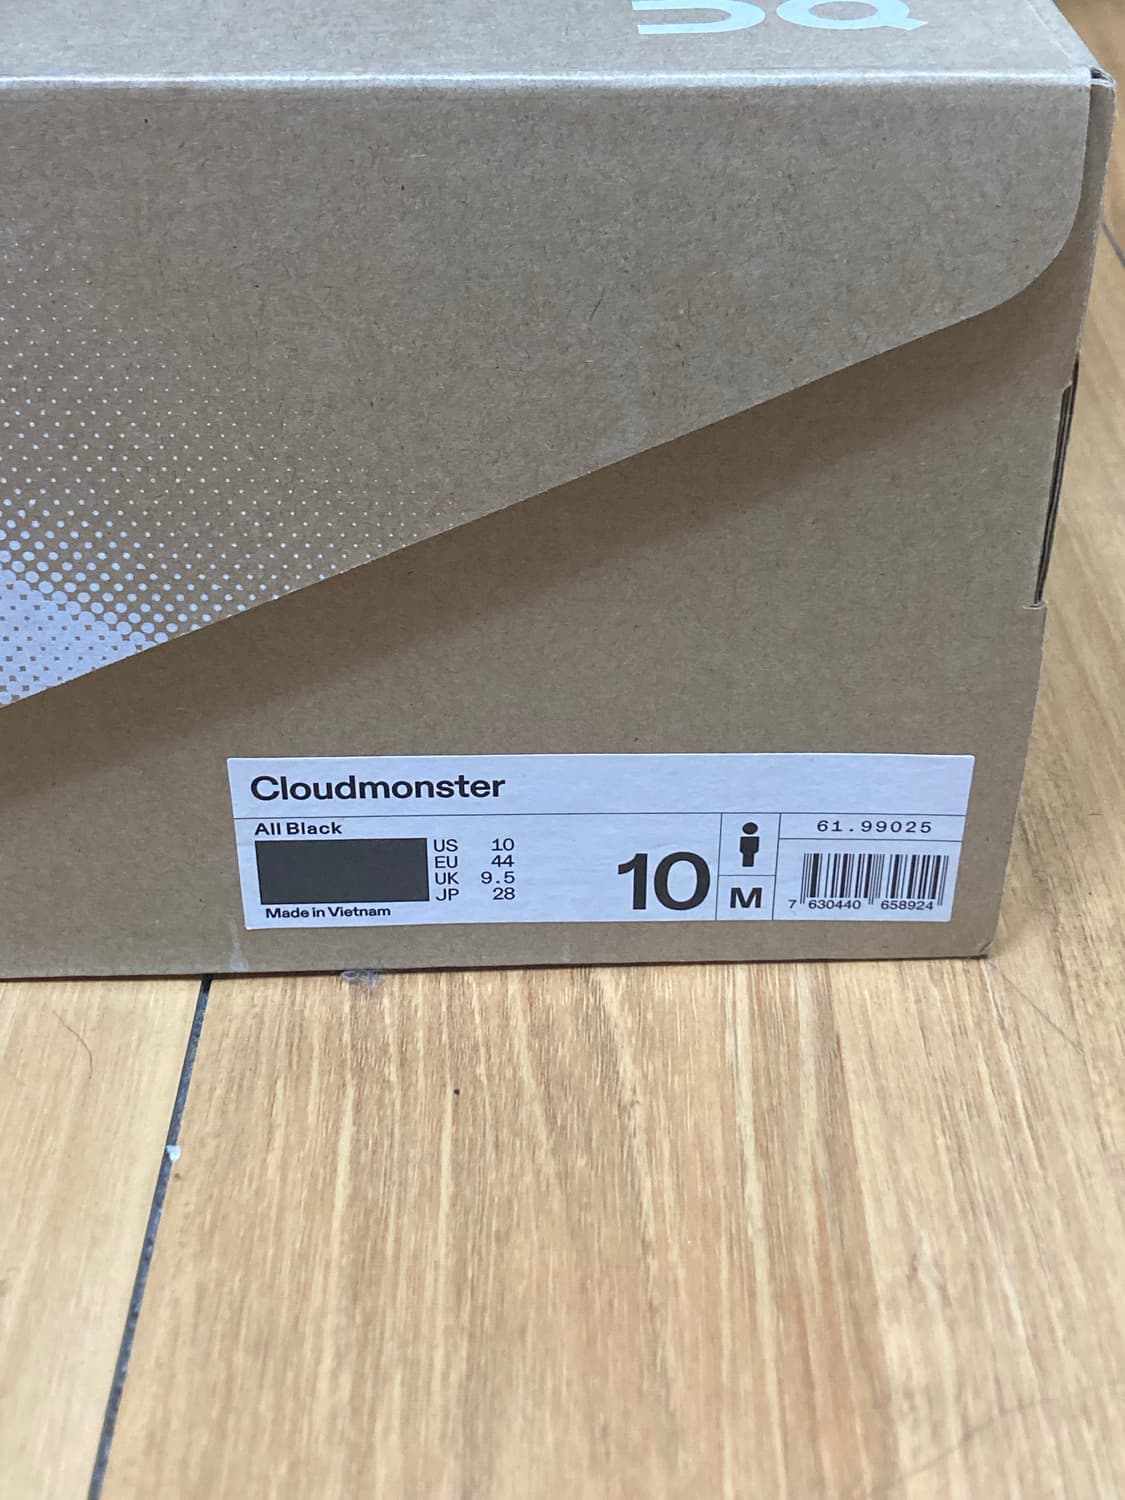 On
Cloudmonster
All Black
US 10
EU 44
UK 9.5
JP 28
Made in Vietnam
10
M
61.99025
7 630440 658924